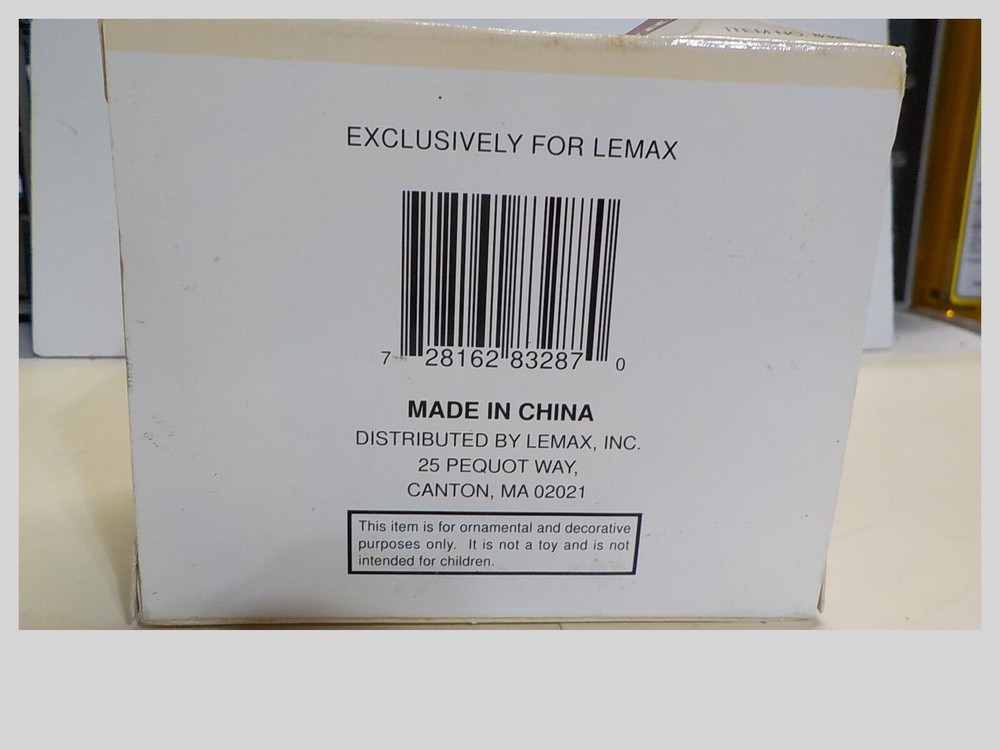 EXCLUSIVELY FOR LEMAX
7 28162 83287 0
MADE IN CHINA
DISTRIBUTED BY LEMAX, INC.
25 PEQUOT WAY,
CANTON, MA 02021
This item is for ornamental and decorative
purposes only. It is not a toy and is not
intended for children.